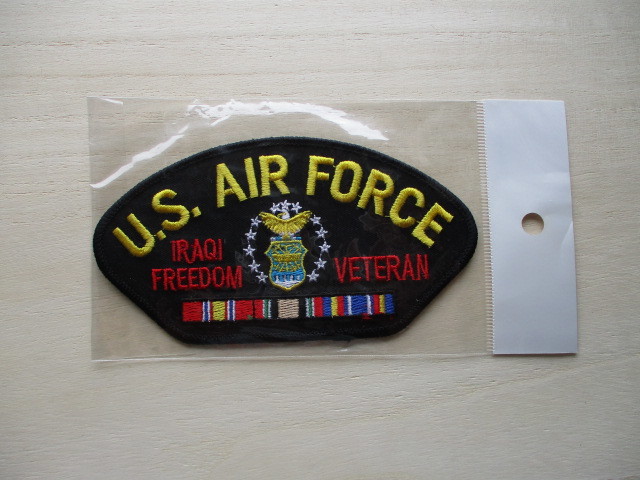 U.S. AIR FORCE
IRAQI
FREEDOM VETERAN